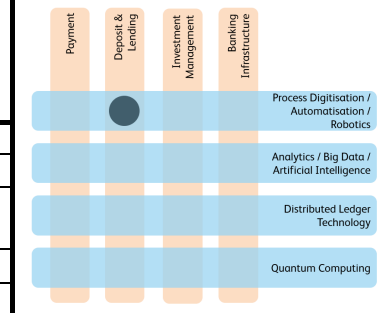 Payment
Deposit &
Lending
Investment
Management
Banking
Infrastructure
Process Digitisation /
Automatisation /
Robotics
Analytics / Big Data /
Artificial Intelligence
Distributed Ledger
Technology
Quantum Computing